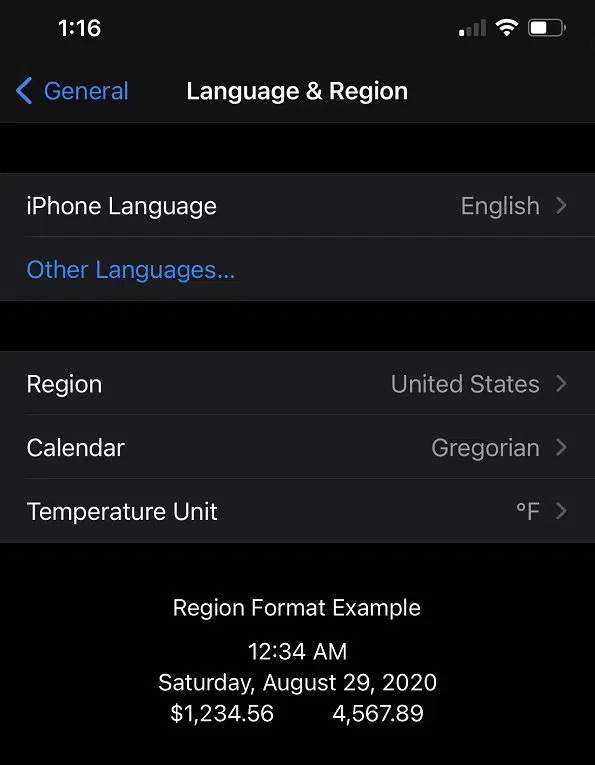 1:16
General
Language & Region
iPhone Language English
Other Languages...
Region United States
Calendar Gregorian
Temperature Unit °F
Region Format Example
12:34 AM
Saturday, August 29, 2020
$1,234.56 4,567.89